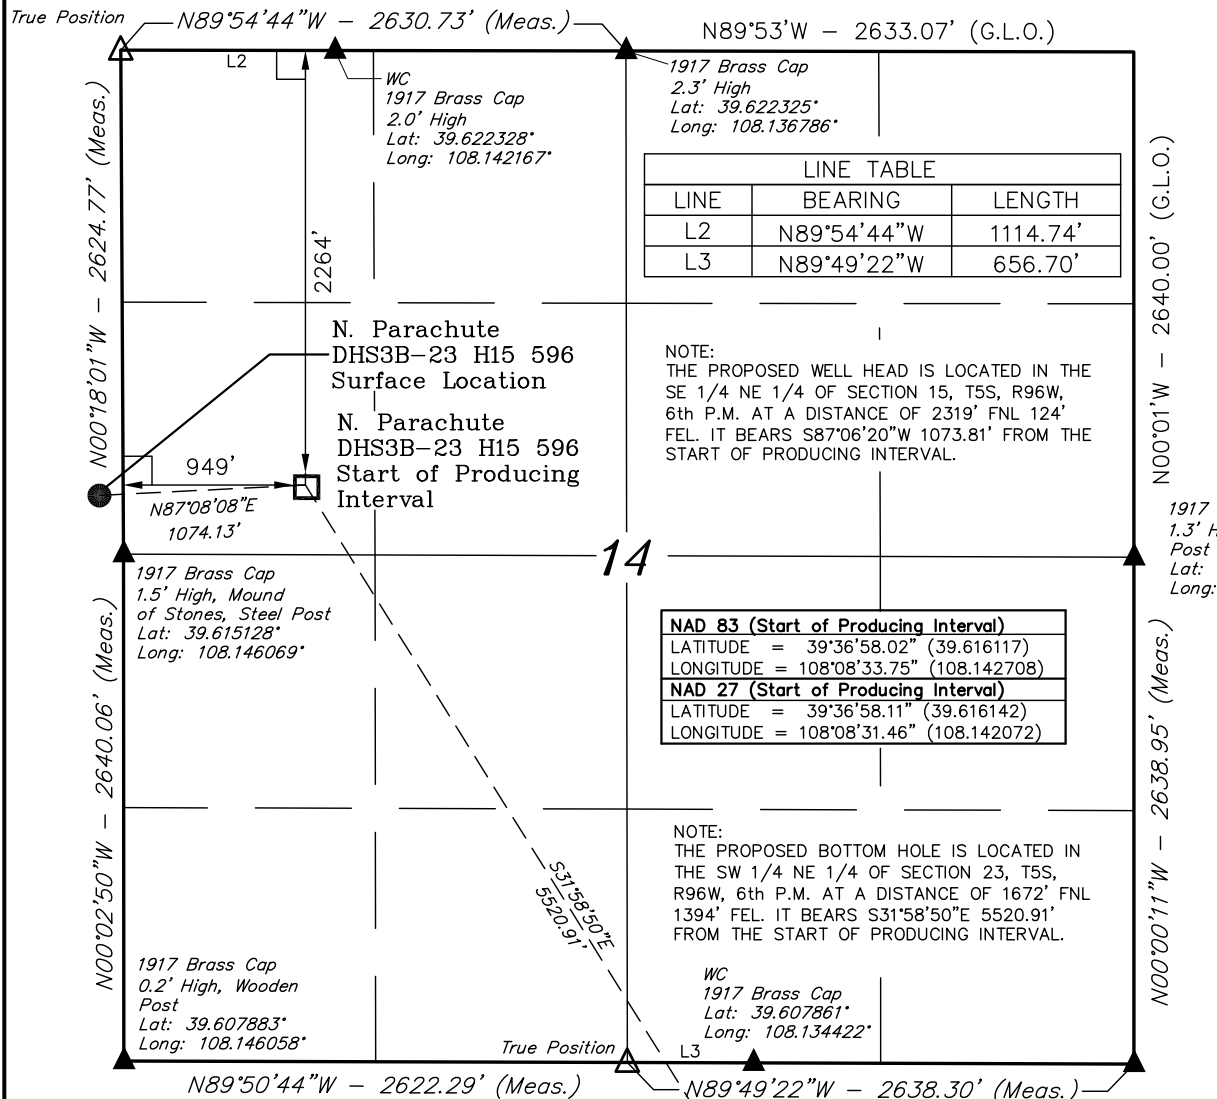 True Position
N89°54'44"W - 2630.73' (Meas.)
N89°53'W - 2633.07' (G.L.O.)
L2
WC
1917 Brass Cap
2.0' High
Lat: 39.622328°
Long: 108.142167°
1917 Brass Cap
2.3' High
Lat: 39.622325°
Long: 108.136786°
N00°18'01"W - 2624.77' (Meas.)
2264'
LINE TABLE
LINE BEARING LENGTH
L2 N89°54'44"W 1114.74'
L3 N89°49'22"W 656.70'
N00°01'W - 2640.00' (G.L.O.)
N. Parachute
DHS3B-23 H15 596
Surface Location
N. Parachute
DHS3B-23 H15 596
Start of Producing
Interval
NOTE:
THE PROPOSED WELL HEAD IS LOCATED IN THE
SE 1/4 NE 1/4 OF SECTION 15, T5S, R96W,
6th P.M. AT A DISTANCE OF 2319' FNL 124'
FEL. IT BEARS S87°06'20"W 1073.81' FROM THE
START OF PRODUCING INTERVAL.
949'
N87°08'08"E
1074.13'
1917
1.3' H
Post
Lat:
Long:
14
1917 Brass Cap
1.5' High, Mound
of Stones, Steel Post
Lat: 39.615128°
Long: 108.146069°
NAD 83 (Start of Producing Interval)
LATITUDE = 39°36'58.02" (39.616117)
LONGITUDE = 108°08'33.75" (108.142708)
NAD 27 (Start of Producing Interval)
LATITUDE = 39°36'58.11" (39.616142)
LONGITUDE = 108°08'31.46" (108.142072)
N00°02'50"W - 2640.06' (Meas.)
N00°00'11"W - 2638.95' (Meas.)
NOTE:
THE PROPOSED BOTTOM HOLE IS LOCATED IN
THE SW 1/4 NE 1/4 OF SECTION 23, T5S,
R96W, 6th P.M. AT A DISTANCE OF 1672' FNL
1394' FEL. IT BEARS S31°58'50"E 5520.91'
FROM THE START OF PRODUCING INTERVAL.
S31°58'50"E
5520.91'
1917 Brass Cap
0.2' High, Wooden
Post
Lat: 39.607883°
Long: 108.146058°
WC
1917 Brass Cap
Lat: 39.607861°
Long: 108.134422°
True Position
L3
N89°50'44"W - 2622.29' (Meas.)
N89°49'22"W - 2638.30' (Meas.)